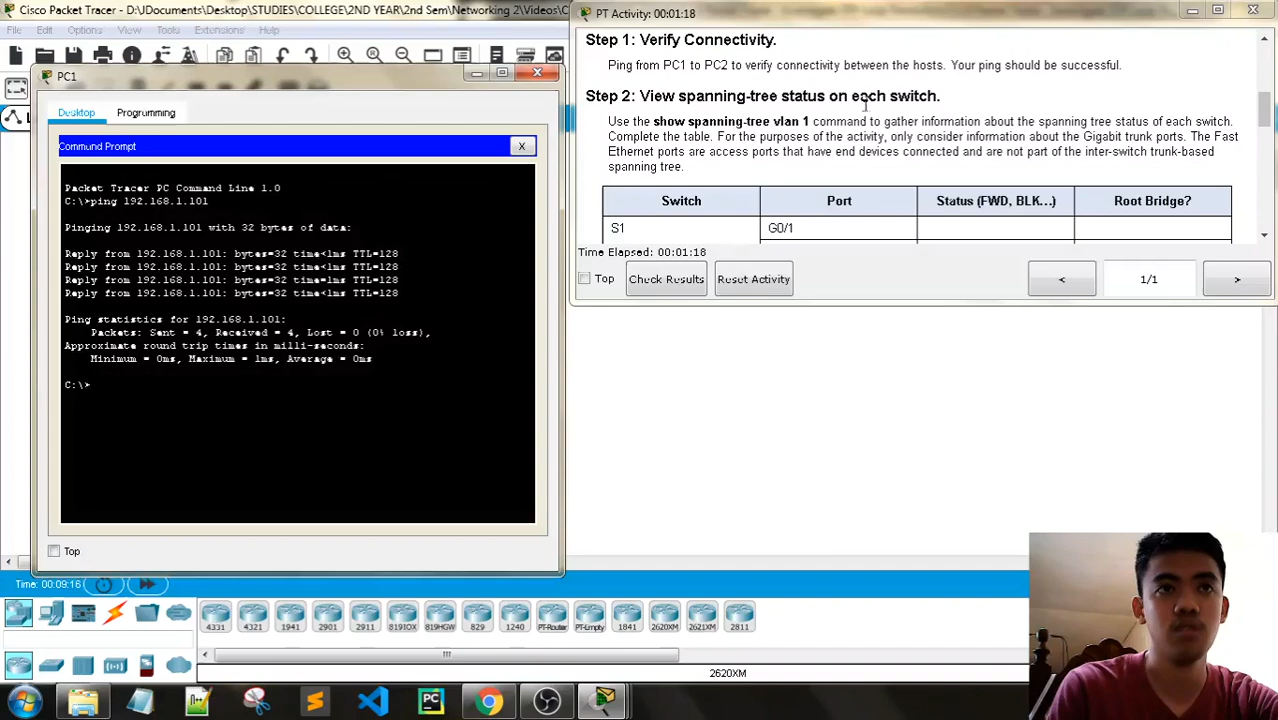 Cisco Packet Tracer - D:\Documents\Desktop\STUDIES\COLLEGE\2ND YEAR\2nd Sem\Networking 2\Videos\C
File Edit Options View Tools Extensions Help
PC1
Desktop Programming
Command Prompt X
Packet Tracer PC Command Line 1.0
C:\>ping 192.168.1.101
Pinging 192.168.1.101 with 32 bytes of data:
Reply from 192.168.1.101: bytes=32 time<1ms TTL=128
Reply from 192.168.1.101: bytes=32 time<1ms TTL=128
Reply from 192.168.1.101: bytes=32 time<1ms TTL=128
Reply from 192.168.1.101: bytes=32 time<1ms TTL=128
Ping statistics for 192.168.1.101:
Packets: Sent = 4, Received = 4, Lost = 0 (0% loss),
Approximate round trip times in milli-seconds:
Minimum = 0ms, Maximum = 1ms, Average = 0ms
C:\>
Top
PT Activity: 00:01:18
Step 1: Verify Connectivity.
Ping from PC1 to PC2 to verify connectivity between the hosts. Your ping should be successful.
Step 2: View spanning-tree status on each switch.
Use the show spanning-tree vlan 1 command to gather information about the spanning tree status of each switch.
Complete the table. For the purposes of the activity, only consider information about the Gigabit trunk ports. The Fast
Ethernet ports are access ports that have end devices connected and are not part of the inter-switch trunk-based
spanning tree.
Switch Port Status (FWD, BLK...) Root Bridge?
S1 G0/1
Time Elapsed: 00:01:18
Top Check Results Reset Activity < 1/1 >
Time: 00:09:16
4331 4321 1941 2901 2911 819IOX 819HGW 829 1240 PT-Router PT-Empty 1841 2620XM 2621XM 2811
2620XM